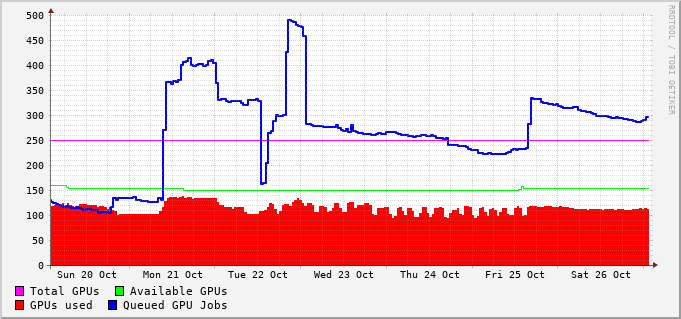 500
450
400
350
300
250
200
150
100
50
0
Sun 20 Oct Mon 21 Oct Tue 22 Oct Wed 23 Oct Thu 24 Oct Fri 25 Oct Sat 26 Oct
Total GPUs Available GPUs
GPUs used Queued GPU Jobs
RRDTOOL / TOBI OETIKER